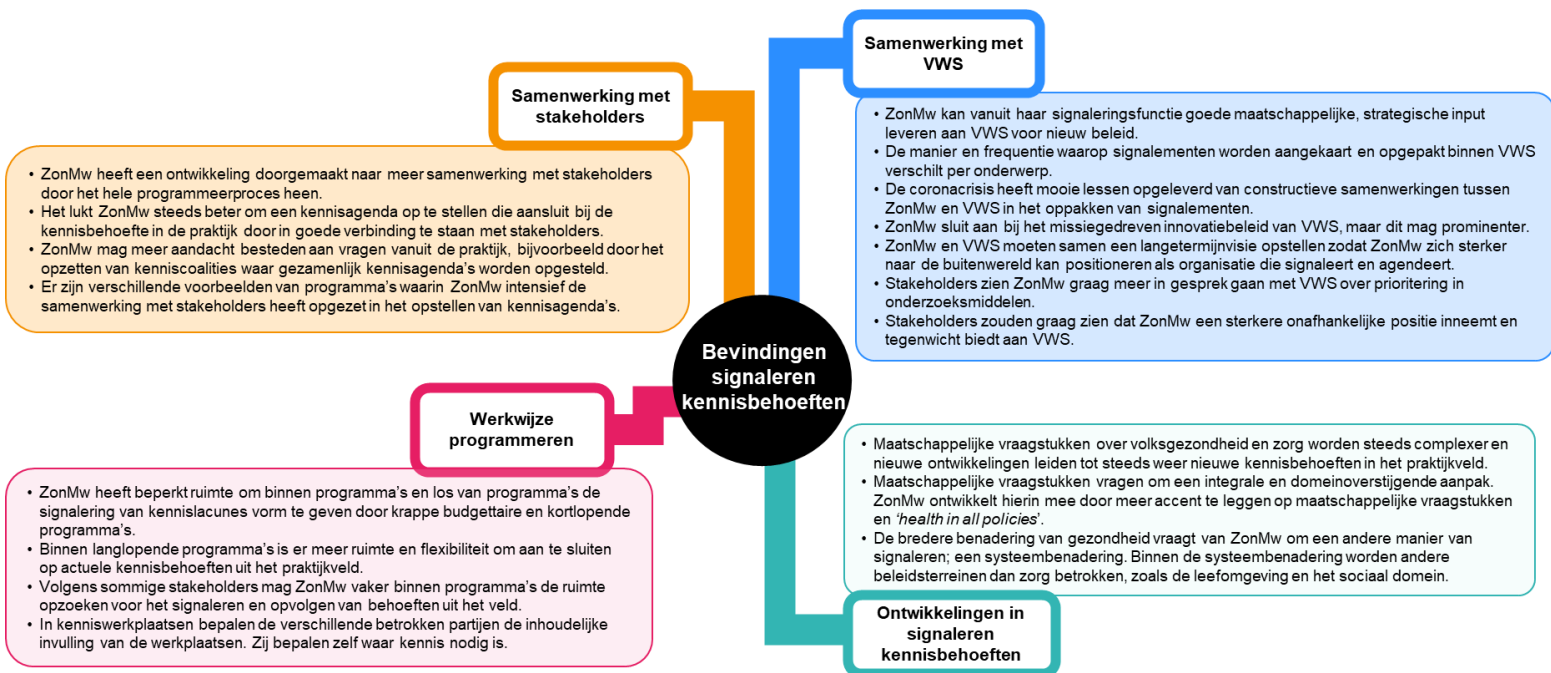 Samenwerking met
stakeholders
• ZonMw heeft een ontwikkeling doorgemaakt naar meer samenwerking met stakeholders
door het hele programmeerproces heen.
• Het lukt ZonMw steeds beter om een kennisagenda op te stellen die aansluit bij de
kennisbehoefte in de praktijk door in goede verbinding te staan met stakeholders.
• ZonMw mag meer aandacht besteden aan vragen vanuit de praktijk, bijvoorbeeld door het
opzetten van kenniscoalities waar gezamenlijk kennisagenda's worden opgesteld.
• Er zijn verschillende voorbeelden van programma's waarin ZonMw intensief de
samenwerking met stakeholders heeft opgezet in het opstellen van kennisagenda's.
Samenwerking met
VWS
• ZonMw kan vanuit haar signaleringsfunctie goede maatschappelijke, strategische input
leveren aan VWS voor nieuw beleid.
• De manier en frequentie waarop signalementen worden aangekaart en opgepakt binnen VWS
verschilt per onderwerp.
• De coronacrisis heeft mooie lessen opgeleverd van constructieve samenwerkingen tussen
ZonMw en VWS in het oppakken van signalementen.
• ZonMw sluit aan bij het missiegedreven innovatiebeleid van VWS, maar dit mag prominenter.
• ZonMw en VWS moeten samen een langetermijnvisie opstellen zodat ZonMw zich sterker
naar de buitenwereld kan positioneren als organisatie die signaleert en agendeert.
• Stakeholders zien ZonMw graag meer in gesprek gaan met VWS over prioritering in
onderzoeksmiddelen.
• Stakeholders zouden graag zien dat ZonMw een sterkere onafhankelijke positie inneemt en
tegenwicht biedt aan VWS.
Bevindingen
signaleren
kennisbehoeften
Werkwijze
programmeren
• ZonMw heeft beperkt ruimte om binnen programma's en los van programma's de
signalering van kennislacunes vorm te geven door krappe budgettaire en kortlopende
programma's.
• Binnen langlopende programma's is er meer ruimte en flexibiliteit om aan te sluiten
op actuele kennisbehoeften uit het praktijkveld.
• Volgens sommige stakeholders mag ZonMw vaker binnen programma's de ruimte
opzoeken voor het signaleren en opvolgen van behoeften uit het veld.
• In kenniswerkplaatsen bepalen de verschillende betrokken partijen de inhoudelijke
invulling van de werkplaatsen. Zij bepalen zelf waar kennis nodig is.
• Maatschappelijke vraagstukken over volksgezondheid en zorg worden steeds complexer en
nieuwe ontwikkelingen leiden tot steeds weer nieuwe kennisbehoeften in het praktijkveld.
• Maatschappelijke vraagstukken vragen om een integrale en domeinoverstijgende aanpak.
ZonMw ontwikkelt hierin mee door meer accent te leggen op maatschappelijke vraagstukken
en 'health in all policies'.
• De bredere benadering van gezondheid vraagt van ZonMw om een andere manier van
signaleren; een systeembenadering. Binnen de systeembenadering worden andere
beleidsterreinen dan zorg betrokken, zoals de leefomgeving en het sociaal domein.
Ontwikkelingen in
signaleren
kennisbehoeften